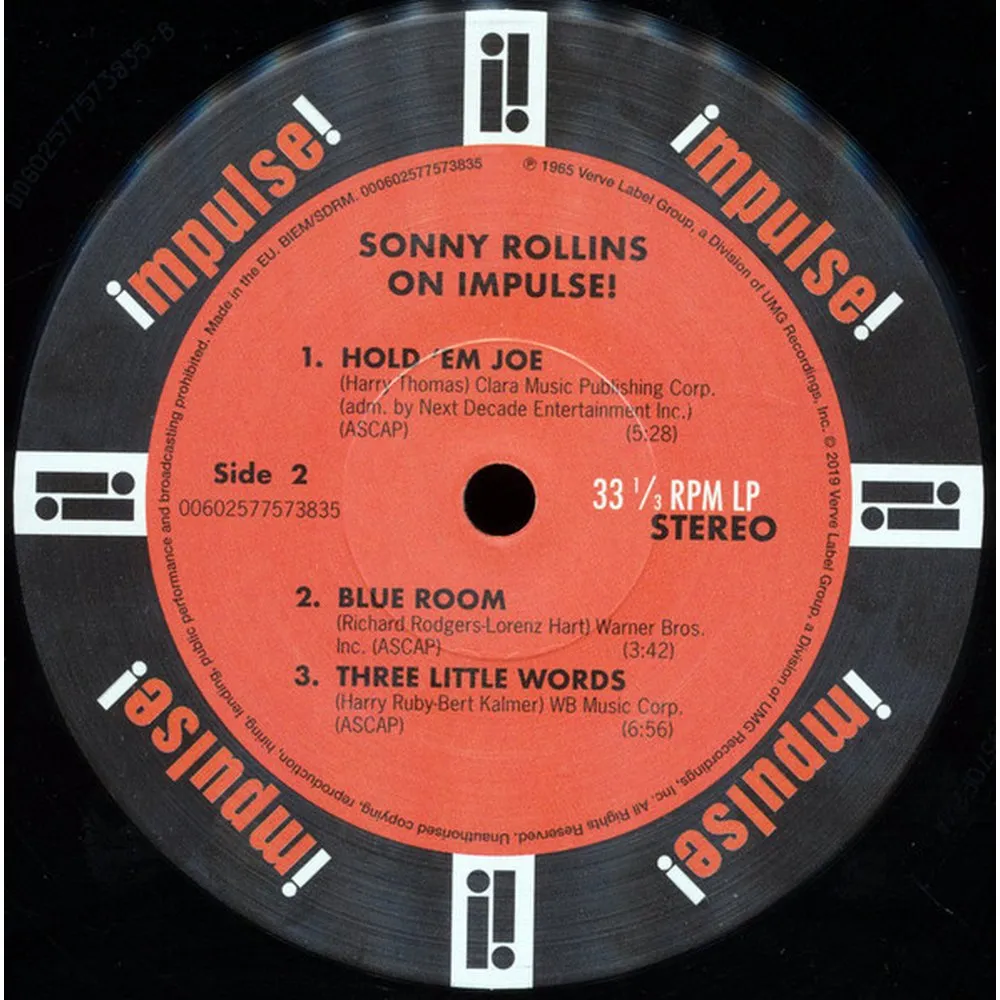 impulse!
impulse!
impulse!
impulse!
℗ 1965 Verve Label Group, a Division of UMG Recordings, Inc. © 2019 Verve Label Group, a Division of UMG Recordings, Inc. All Rights Reserved. Unauthorised copying, reproduction, hiring, lending, public performance and broadcasting prohibited. Made in the EU. BIEM/SDRM. 000602577573835
SONNY ROLLINS
ON IMPULSE!
1. HOLD 'EM JOE
(Harry Thomas) Clara Music Publishing Corp.
(adm. by Next Decade Entertainment Inc.)
(ASCAP) (5:28)
Side 2
00602577573835
33 1/3 RPM LP
STEREO
2. BLUE ROOM
(Richard Rodgers-Lorenz Hart) Warner Bros.
Inc. (ASCAP) (3:42)
3. THREE LITTLE WORDS
(Harry Ruby-Bert Kalmer) WB Music Corp.
(ASCAP) (6:56)